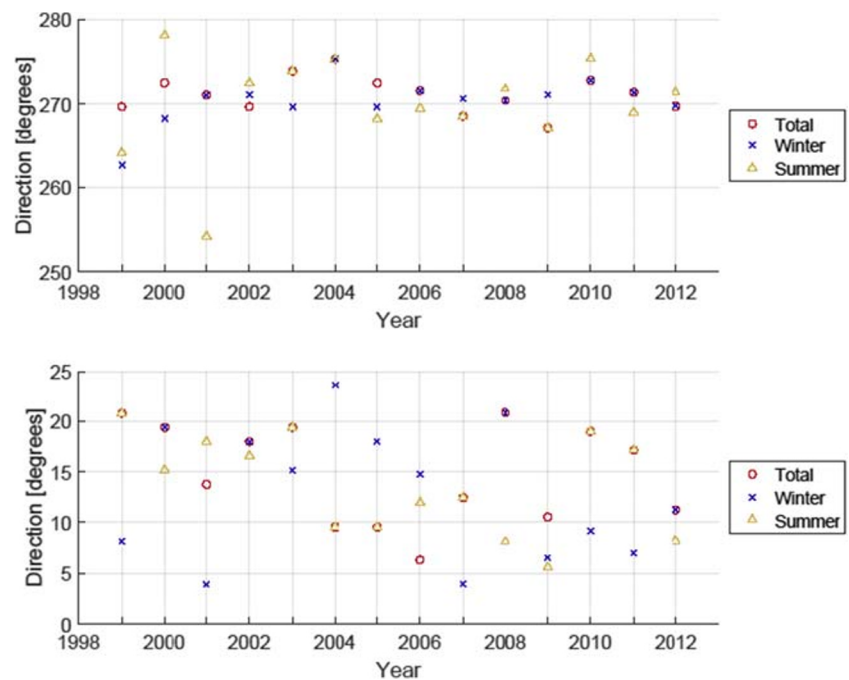 280
270
260
250
Direction [degrees]
1998 2000 2002 2004 2006 2008 2010 2012
Year
Total
Winter
Summer
25
20
15
10
5
0
Direction [degrees]
1998 2000 2002 2004 2006 2008 2010 2012
Year
Total
Winter
Summer